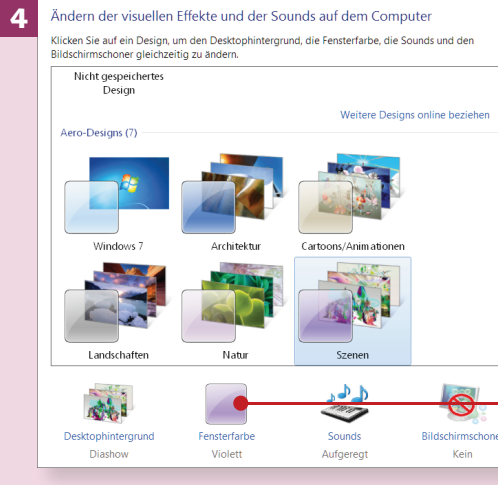 4
Ändern der visuellen Effekte und der Sounds auf dem Computer
Klicken Sie auf ein Design, um den Desktophintergrund, die Fensterfarbe, die Sounds und den
Bildschirmschoner gleichzeitig zu ändern.
Nicht gespeichertes
Design
Weitere Designs online beziehen
Aero-Designs (7)
Windows 7 Architektur Cartoons/Animationen
Landschaften Natur Szenen
Desktophintergrund Fensterfarbe Sounds Bildschirmschone
Diashow Violett Aufgeregt Kein